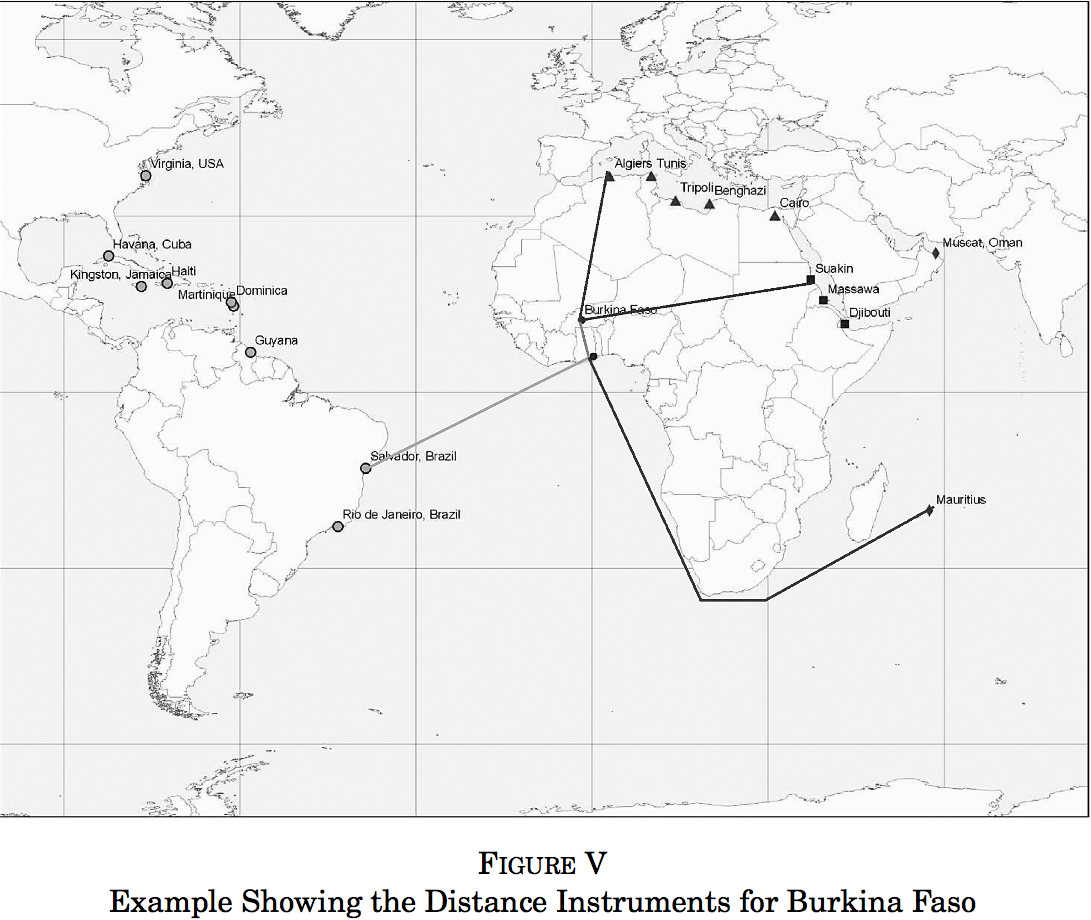 Virginia, USA
Algiers Tunis
Tripoli
Benghazi
Cairo
Havana, Cuba
Muscat, Oman
Kingston, Jamaica
Haiti
Suakin
Martinique
Dominica
Massawa
Burkina Faso
Djibouti
Guyana
Salvador, Brazil
Mauritius
Rio de Janeiro, Brazil
FIGURE V
Example Showing the Distance Instruments for Burkina Faso